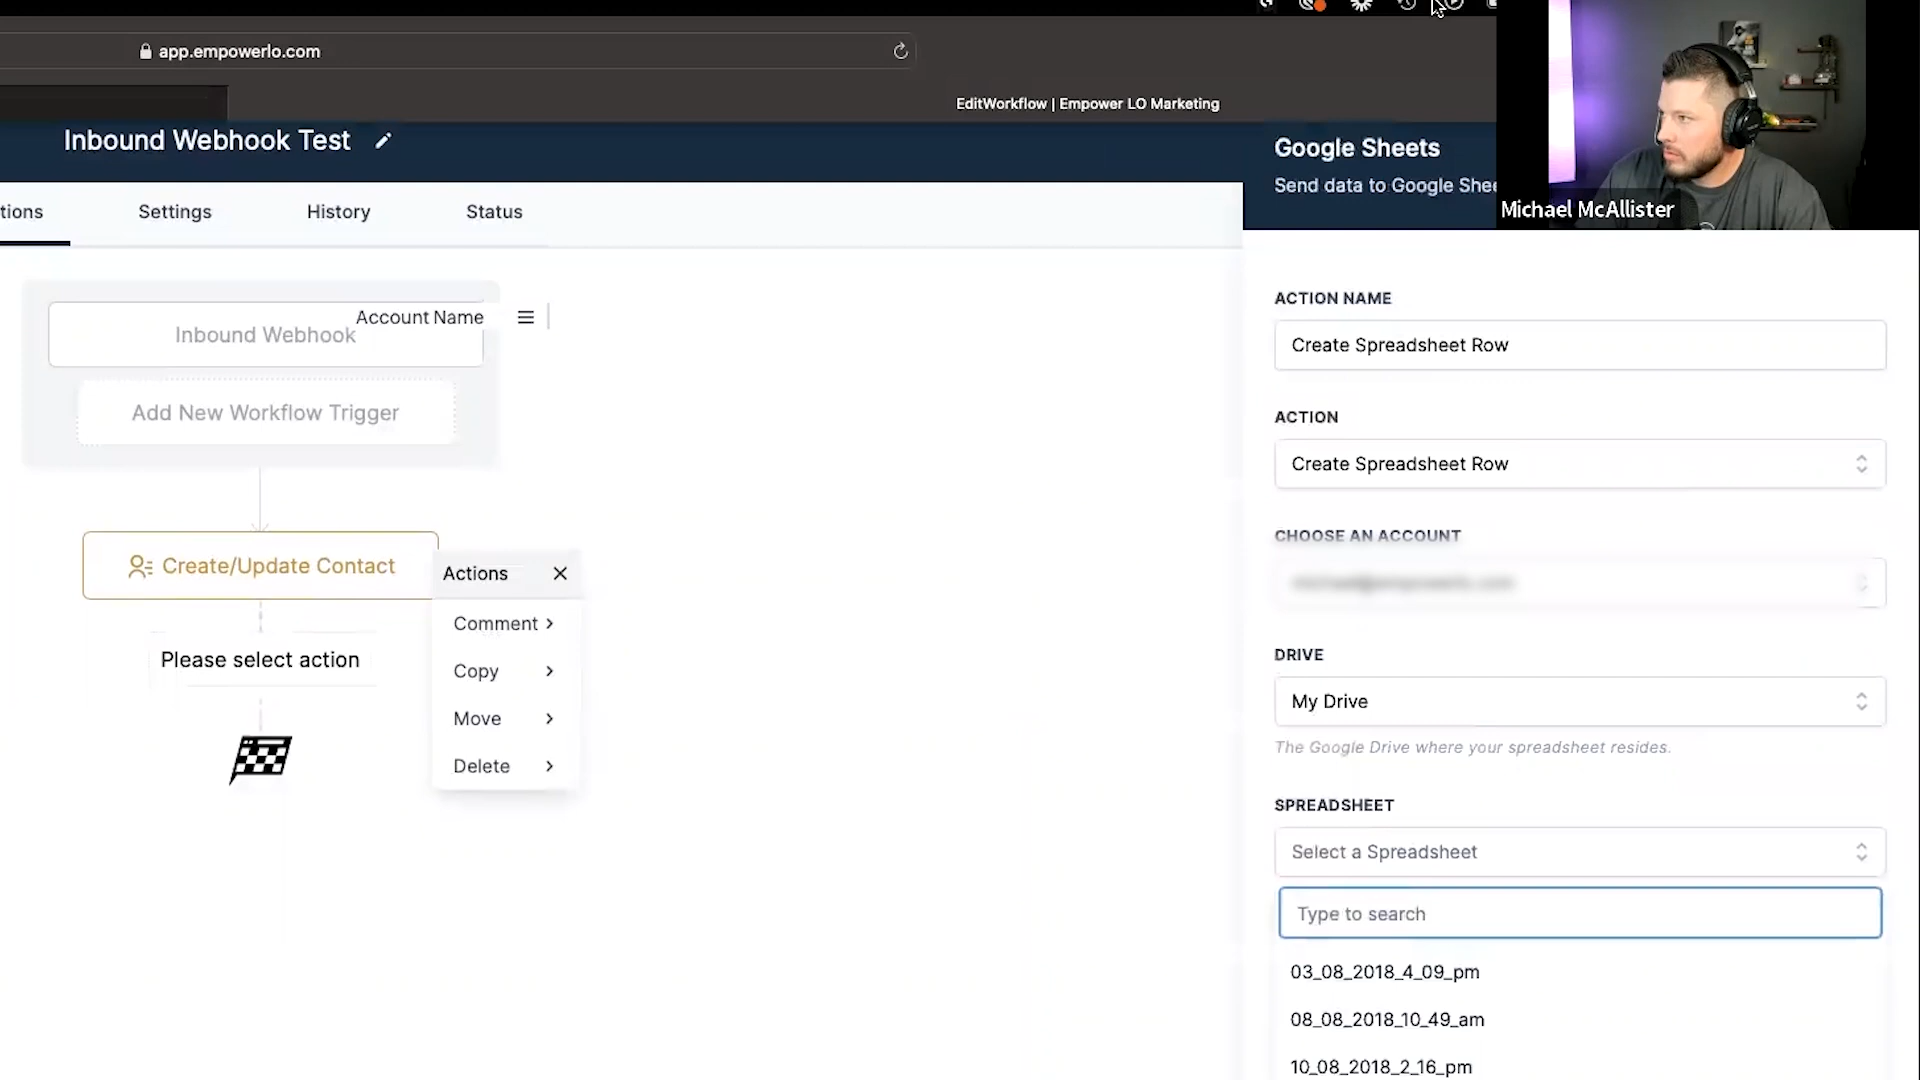 app.empowerlo.com
EditWorkflow | Empower LO Marketing
Inbound Webhook Test
tions
Settings
History
Status
Account Name
Inbound Webhook
Add New Workflow Trigger
Create/Update Contact
Please select action
Actions
Comment
Copy
Move
Delete
Google Sheets
Send data to Google Shee
Michael McAllister
ACTION NAME
Create Spreadsheet Row
ACTION
Create Spreadsheet Row
CHOOSE AN ACCOUNT
DRIVE
My Drive
The Google Drive where your spreadsheet resides.
SPREADSHEET
Select a Spreadsheet
Type to search
03_08_2018_4_09_pm
08_08_2018_10_49_am
10_08_2018_2_16_pm